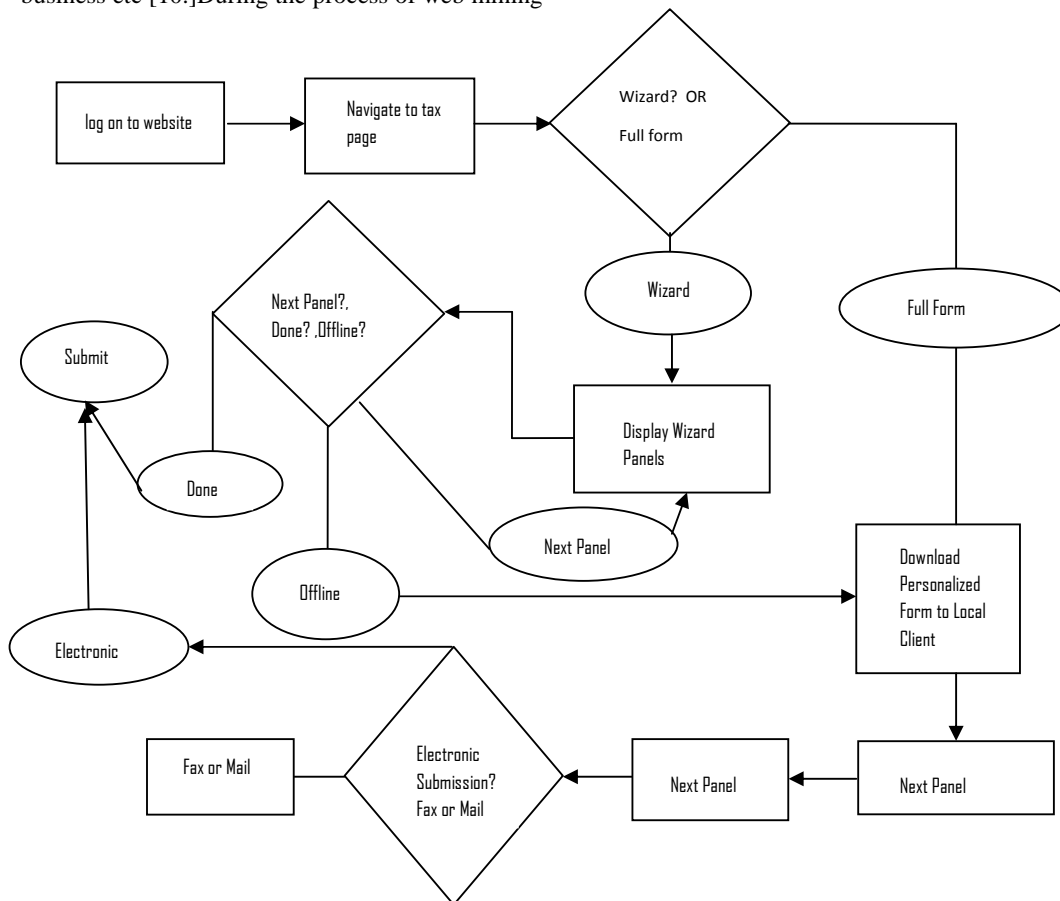 business etc [10.]During the process of web mining
log on to website
Navigate to tax
page
Wizard?  OR
Full form
Wizard
Full Form
Next Panel?,
Done? ,Offline?
Submit
Display Wizard
Panels
Done
Next Panel
Offline
Download
Personalized
Form to Local
Client
Electronic
Fax or Mail
Electronic
Submission?
Fax or Mail
Next Panel
Next Panel